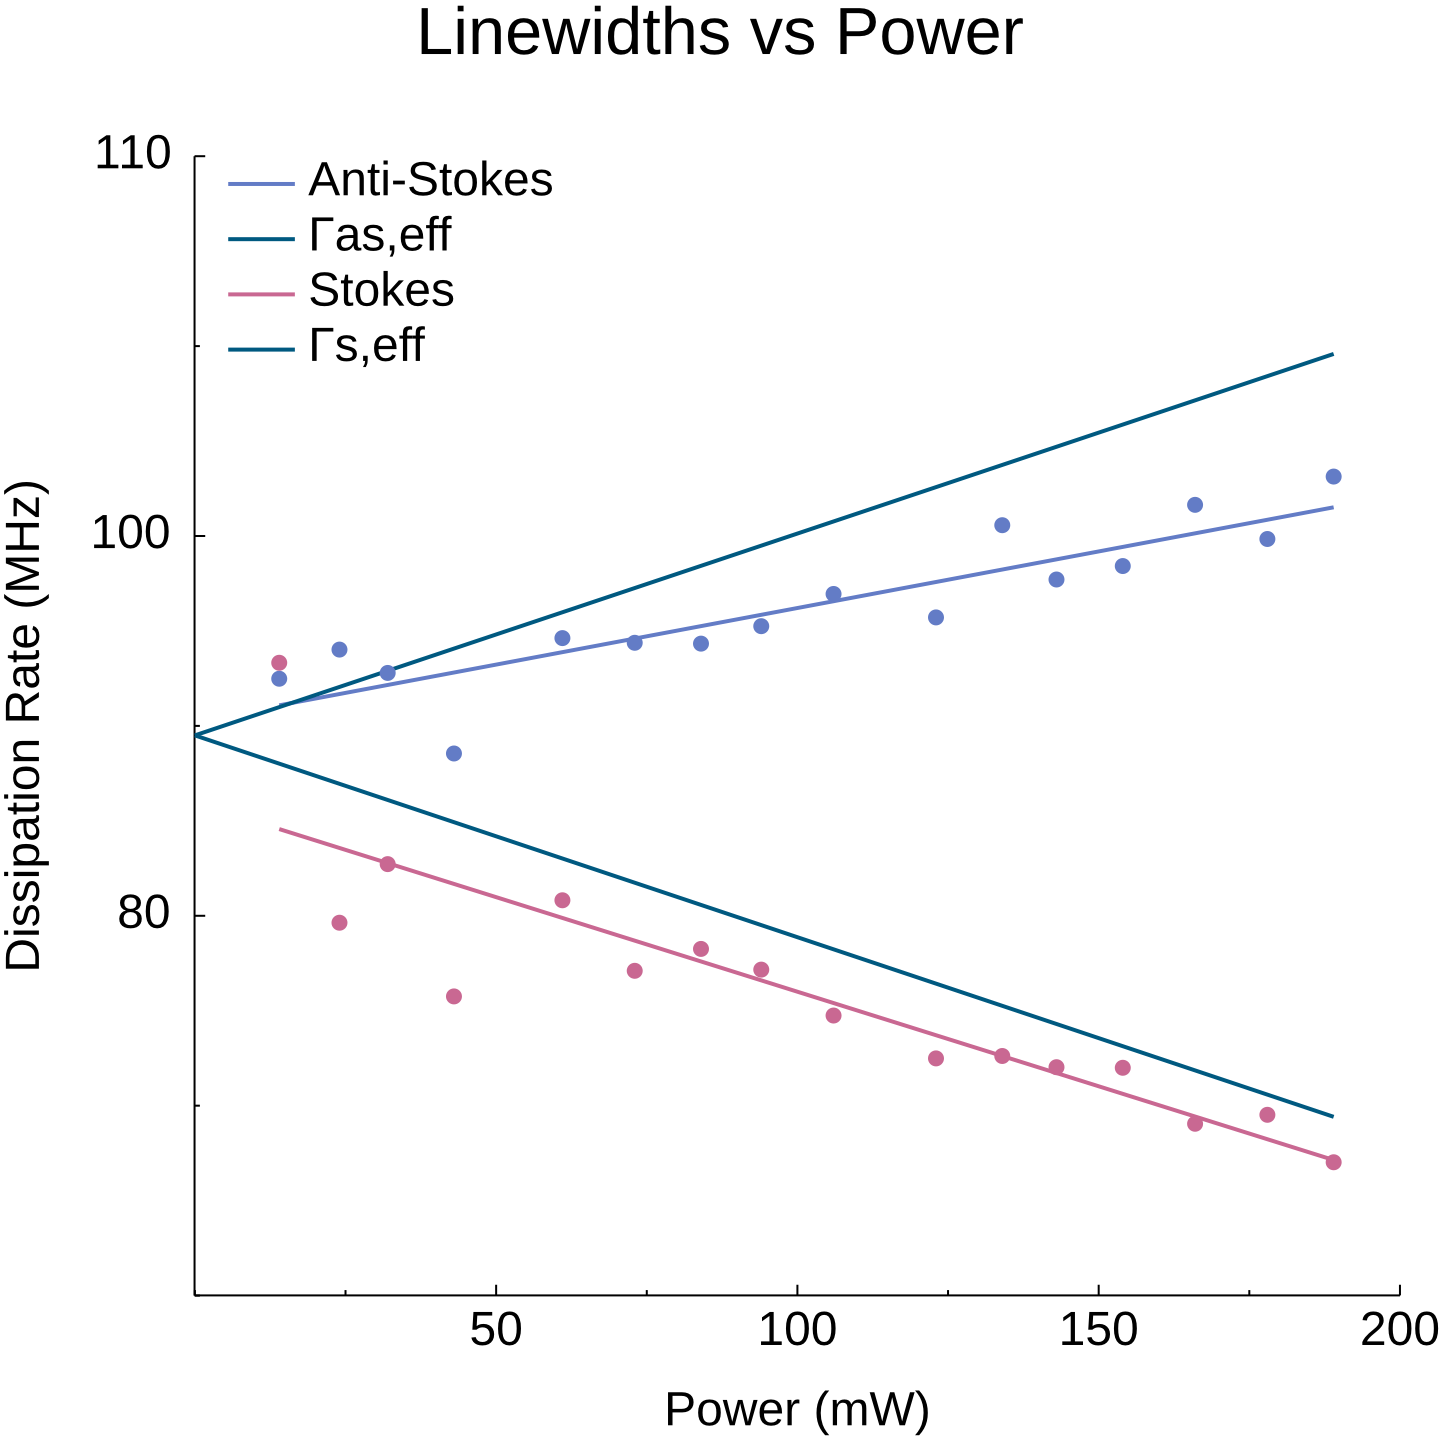 Linewidths vs Power
110
100
80
Anti-Stokes
Γas,eff
Stokes
Γs,eff
Dissipation Rate (MHz)
50
100
150
200
Power (mW)